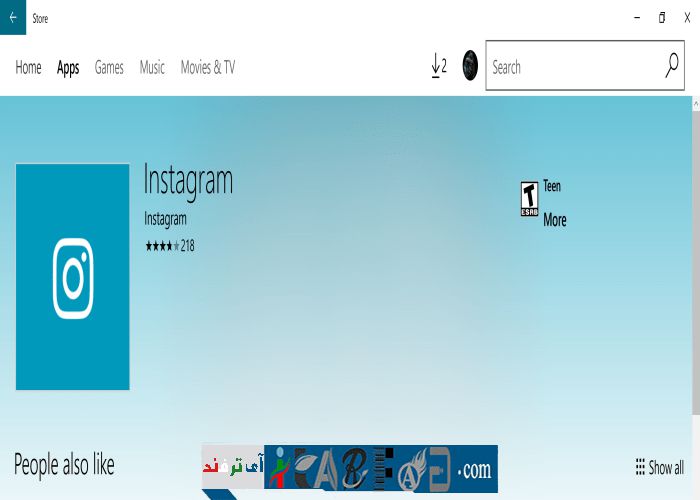 Store
Home Apps Games Music Movies & TV
2
Search
Instagram
Instagram
218
T
ESRB
Teen
More
People also like
Show all
آی ترفند
.com